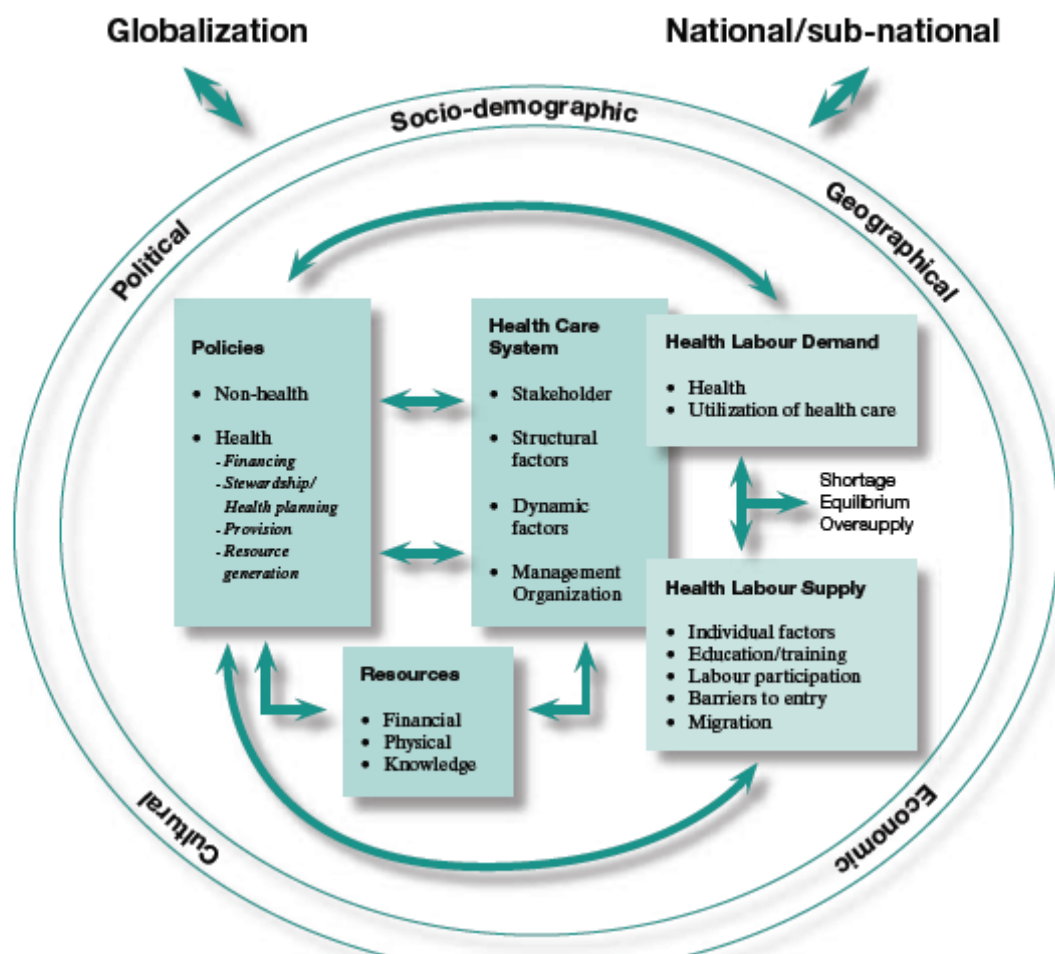 Globalization
National/sub-national
Socio-demographic
Political
Geographical
Policies
• Non-health
• Health
- Financing
- Stewardship/
Health planning
- Provision
- Resource
generation
Health Care
System
• Stakeholder
• Structural
factors
• Dynamic
factors
• Management
Organization
Health Labour Demand
• Health
• Utilization of health care
Shortage
Equilibrium
Oversupply
Health Labour Supply
• Individual factors
• Education/training
• Labour participation
• Barriers to entry
• Migration
Resources
• Financial
• Physical
• Knowledge
Cultural
Economic